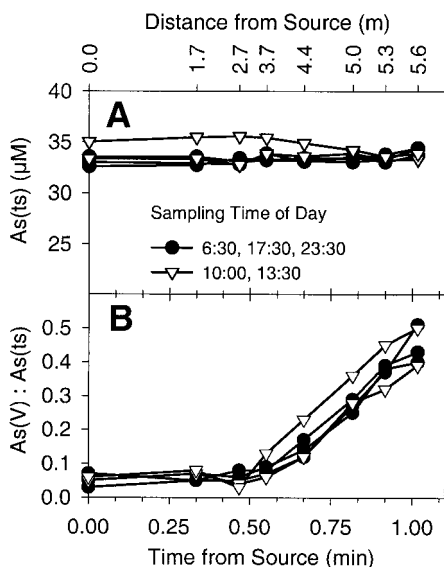 Distance from Source (m)
0.0 1.7 2.7 3.7 4.4 5.0 5.3 5.6
40
35
30
25
As(ts) (µM)
A
Sampling Time of Day
6:30, 17:30, 23:30
10:00, 13:30
B
0.5
0.4
0.3
0.2
0.1
0.0
As(V) : As(ts)
0.00 0.25 0.50 0.75 1.00
Time from Source (min)